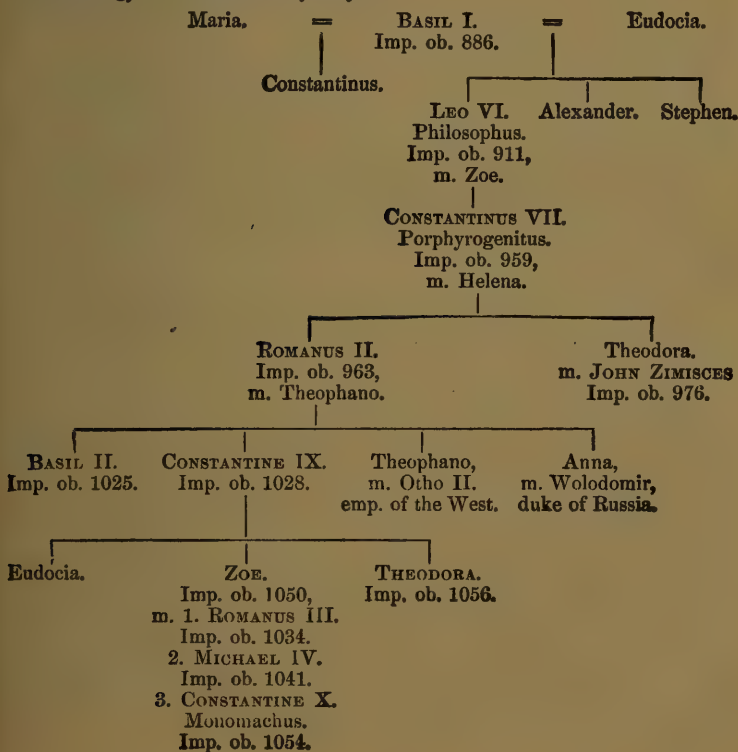 Maria. = BASIL I. = Eudocia.
Imp. ob. 886.
Constantinus.
LEO VI. Alexander. Stephen.
Philosophus.
Imp. ob. 911,
m. Zoe.
CONSTANTINUS VII.
Porphyrogenitus.
Imp. ob. 959,
m. Helena.
ROMANUS II. Theodora.
Imp. ob. 963, m. JOHN ZIMISCES
m. Theophano. Imp. ob. 976.
BASIL II. CONSTANTINE IX. Theophano, Anna,
Imp. ob. 1025. Imp. ob. 1028. m. Otho II. m. Wolodomir,
emp. of the West. duke of Russia.
Eudocia. ZOE. THEODORA.
Imp. ob. 1050, Imp. ob. 1056.
m. 1. ROMANUS III.
Imp. ob. 1034.
2. MICHAEL IV.
Imp. ob. 1041.
3. CONSTANTINE X.
Monomachus.
Imp. ob. 1054.